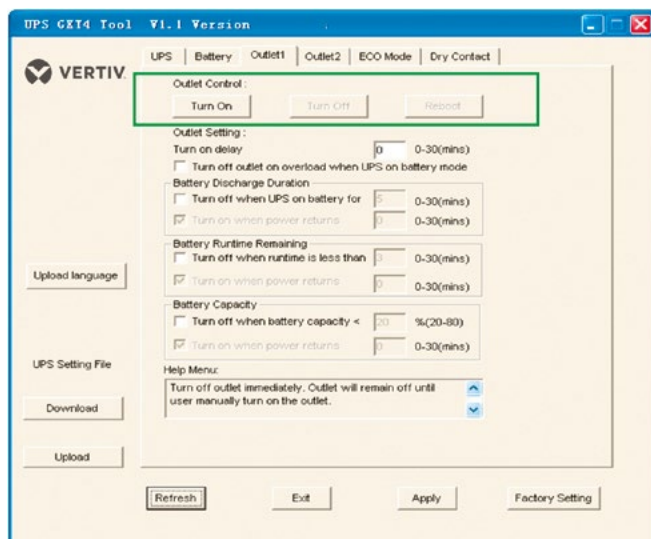 UPS GXT4 Tool V1.1 Version
VERTIV.
UPS Battery Outlet1 Outlet2 ECO Mode Dry Contact
Outlet Control :
Turn On Turn Off Reboot
Outlet Setting :
Turn on delay 0 0-30(mins)
Turn off outlet on overload when UPS on battery mode
Battery Discharge Duration
Turn off when UPS on battery for 5 0-30(mins)
Turn on when power returns 0 0-30(mins)
Battery Runtime Remaining
Turn off when runtime is less than 3 0-30(mins)
Turn on when power returns 0 0-30(mins)
Battery Capacity
Turn off when battery capacity < 20 %(20-80)
Turn on when power returns 0 0-30(mins)
Help Menu:
Turn off outlet immediately. Outlet will remain off until
user manually turn on the outlet.
Upload language
UPS Setting File
Download
Upload
Refresh Exit Apply Factory Setting